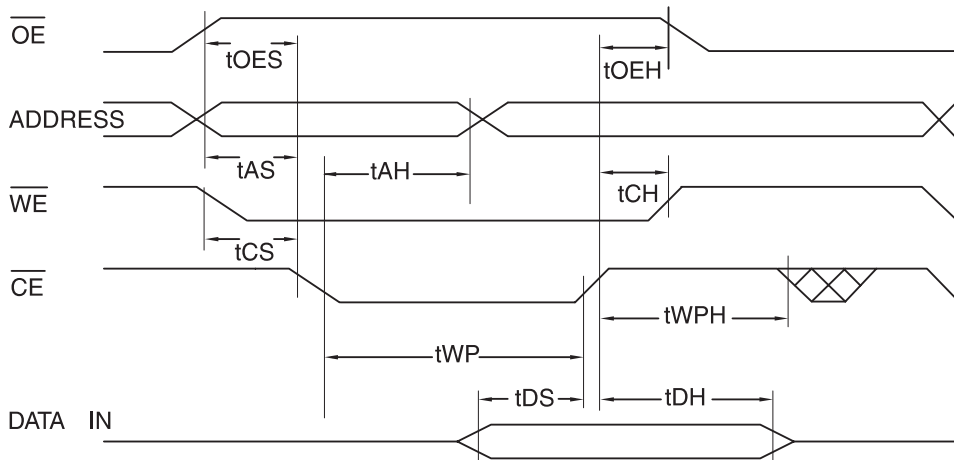 OE
tOES
tOEH
ADDRESS
tAS
tAH
tCH
WE
tCS
CE
tWPH
tWP
tDS
tDH
DATA IN